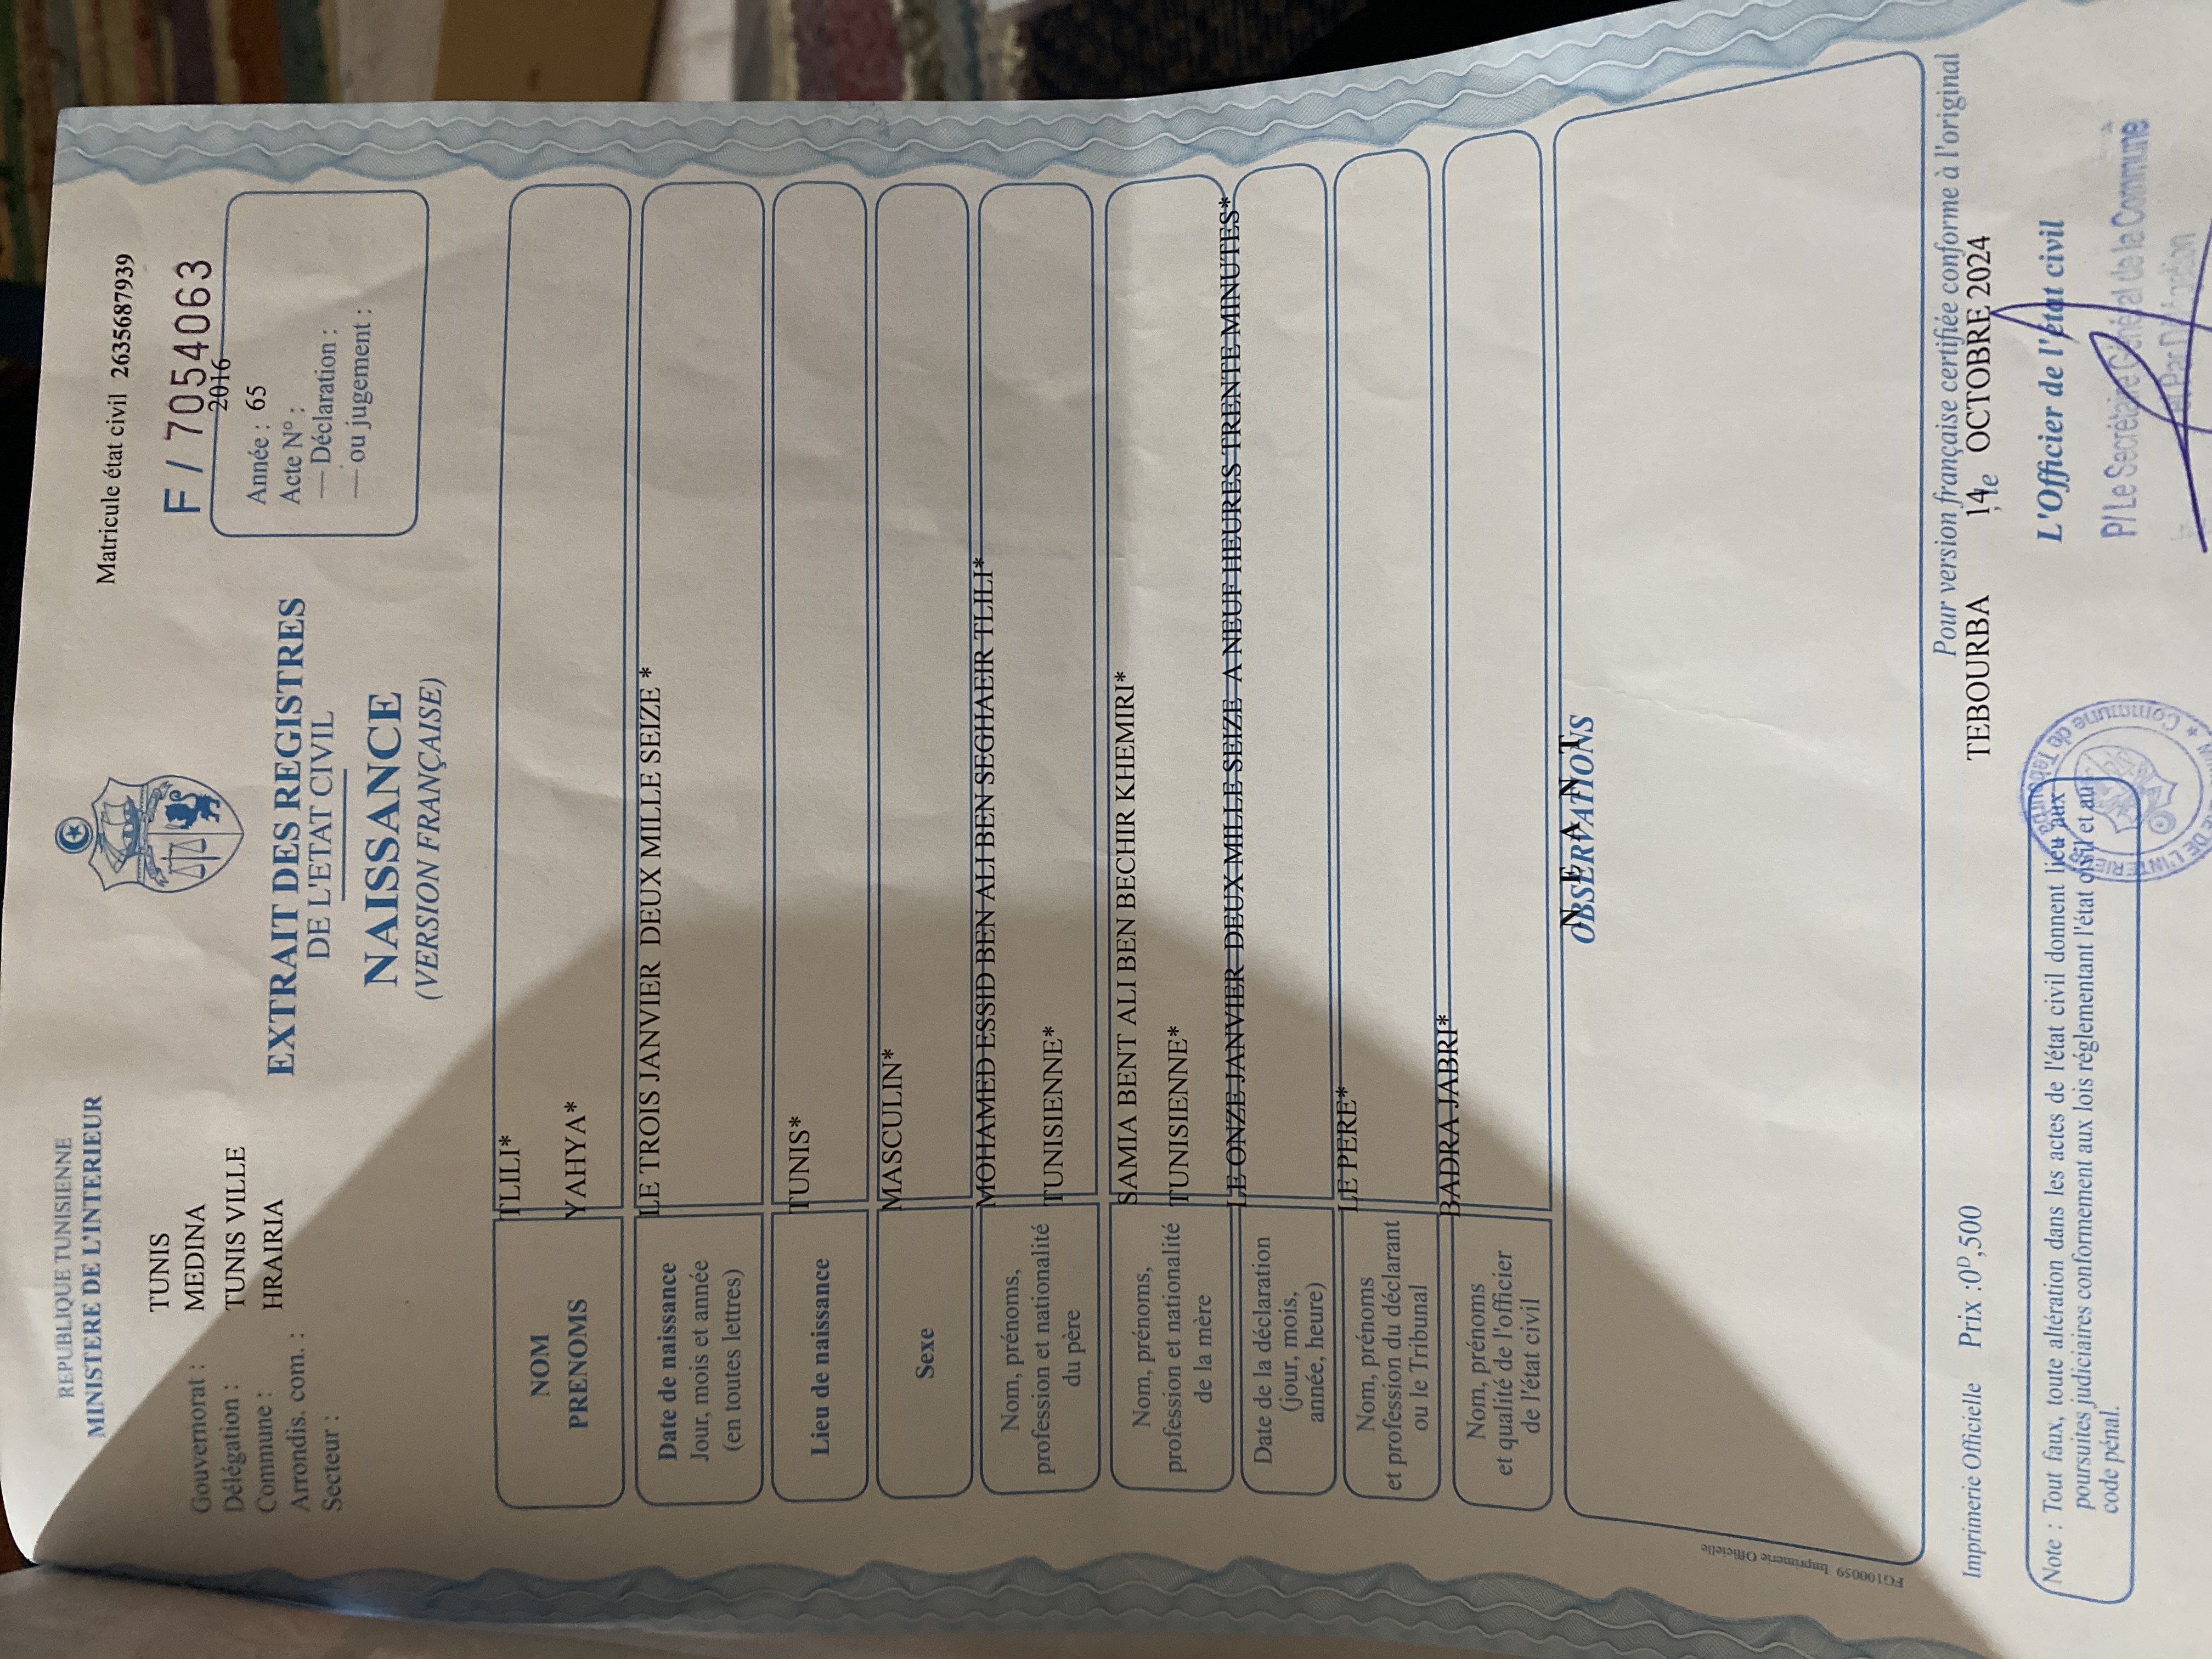 REPUBLIQUE TUNISIENNE
MINISTERE DE L'INTERIEUR
Matricule état civil 2635687939
F / 7054063
Gouvernorat : TUNIS
Délégation : MEDINA
Commune : TUNIS VILLE
Arrondis. com. : HRAIRIA
Secteur :
2016
Année : 65
Acte N° :
— Déclaration :
— ou jugement :
EXTRAIT DES REGISTRES
DE L'ETAT CIVIL
NAISSANCE
(VERSION FRANÇAISE)
NOM TLILI*
PRENOMS YAHYA*
Date de naissance
Jour, mois et année
(en toutes lettres)
LE TROIS JANVIER DEUX MILLE SEIZE *
Lieu de naissance TUNIS*
Sexe MASCULIN*
Nom, prénoms,
profession et nationalité
du père
MOHAMED ESSID BEN ALI BEN SEGHAEIR TLILI*
TUNISIENNE*
Nom, prénoms,
profession et nationalité
de la mère
SAMIA BENT ALI BEN BECHIR KHEMIRI*
TUNISIENNE*
Date de la déclaration
(jour, mois,
année, heure)
LE ONZE JANVIER DEUX MILLE SEIZE A NEUF HEURES TRENTE MINUTES*
Nom, prénoms
et profession du déclarant
ou le Tribunal
LE PERE*
Nom, prénoms
et qualité de l'officier
de l'état civil
BADRA JABRI*
OBSERVATIONS
N E A N T
FG100059 Imprimerie Officielle
Pour version française certifiée conforme à l'original
Imprimerie Officielle Prix :0ᴰ,500
TEBOURBA ,le 14 OCTOBRE 2024
L'Officier de l'état civil
P/ Le Secrétaire Général de la Commune
Note : Tout faux, toute altération dans les actes de l'état civil donnent lieu aux
poursuites judiciaires conformement aux lois réglementant l'état civil et au
code pénal.